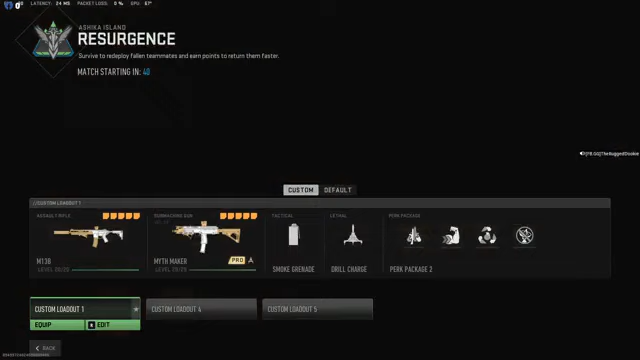 LATENCY: 24 MS PACKET LOSS: 0 % GPU: 67°
ASHIKA ISLAND
RESURGENCE
Survive to redeploy fallen teammates and earn points to return them faster.
MATCH STARTING IN: 40
CUSTOM DEFAULT
//CUSTOM LOADOUT 1
ASSAULT RIFLE
SUBMACHINE GUN
TACTICAL
LETHAL
PERK PACKAGE
M13B
MYTH MAKER
PRO
SMOKE GRENADE
DRILL CHARGE
PERK PACKAGE 2
CUSTOM LOADOUT 1
CUSTOM LOADOUT 4
CUSTOM LOADOUT 5
EQUIP
EDIT
BACK